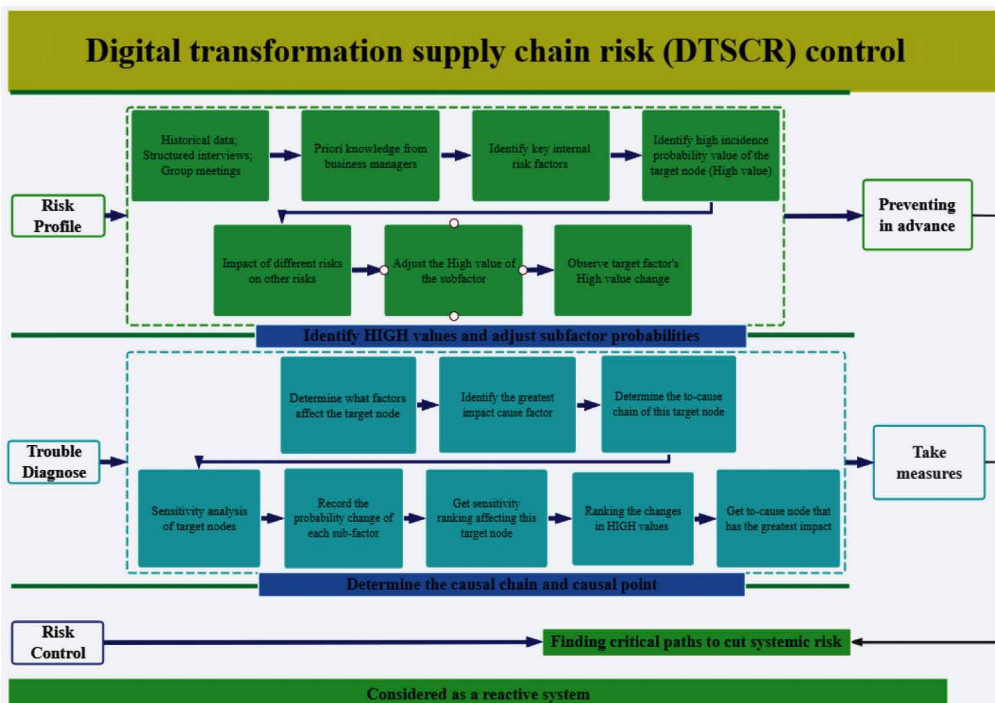 Digital transformation supply chain risk (DTSCR) control
Risk
Profile
Historical data;
Structured interviews;
Group meetings
Priori knowledge from
business managers
Identify key internal
risk factors
Identify high incidence
probability value of the
target node (High value)
Impact of different risks
on other risks
Adjust the High value of
the subfactor
Observe target factor's
High value change
Preventing
in advance
Identify HIGH values and adjust subfactor probabilities
Trouble
Diagnose
Determine what factors
affect the target node
Identify the greatest
impact cause factor
Determine the to-cause
chain of this target node
Sensitivity analysis
of target nodes
Record the
probability change of
each sub-factor
Get sensitivity
ranking affecting this
target node
Ranking the changes
in HIGH values
Get to-cause node that
has the greatest impact
Take
measures
Determine the causal chain and causal point
Risk
Control
Finding critical paths to cut systemic risk
Considered as a reactive system